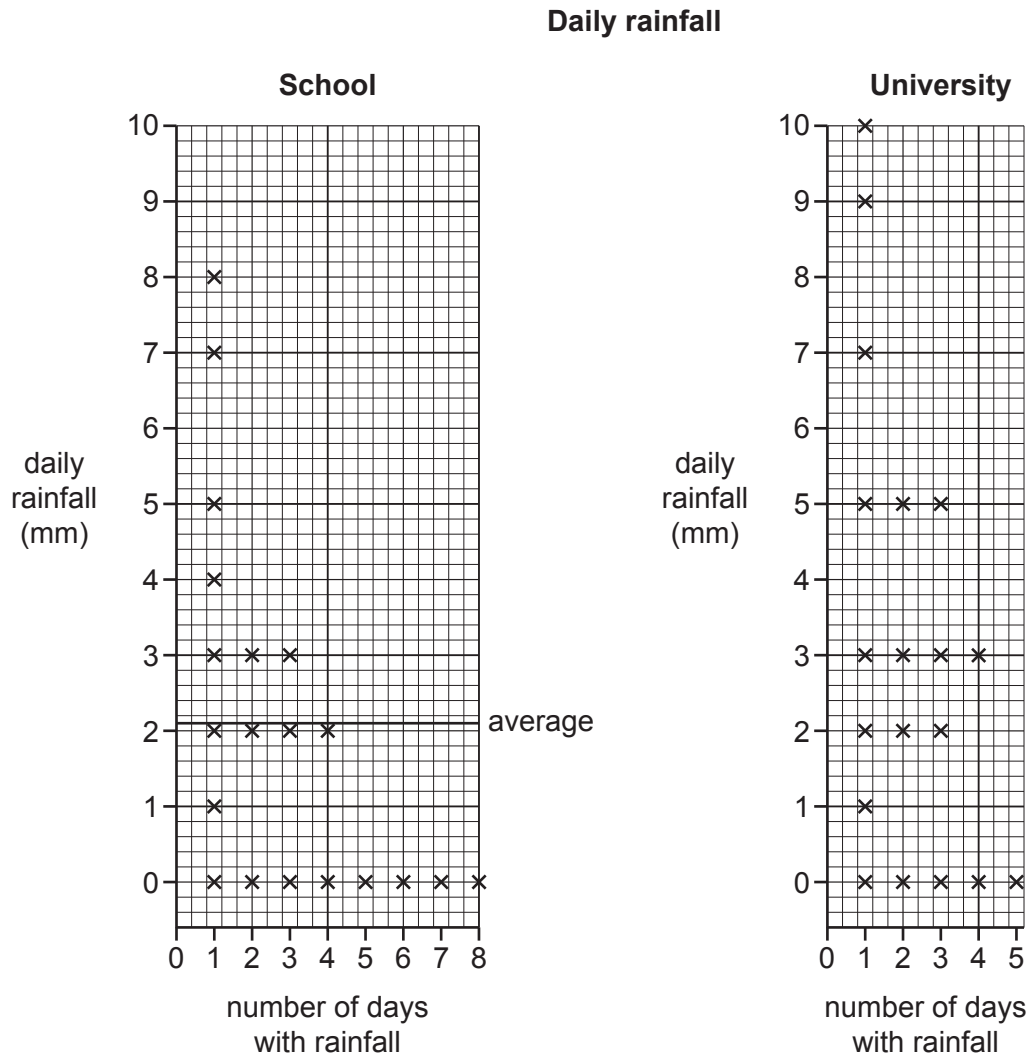 Daily rainfall
School
10
9
8
7
6
5
4
3
2
1
0
daily
rainfall
(mm)
average
0 1 2 3 4 5 6 7 8
number of days
with rainfall
University
10
9
8
7
6
5
4
3
2
1
0
daily
rainfall
(mm)
0 1 2 3 4 5
number of days
with rainfall